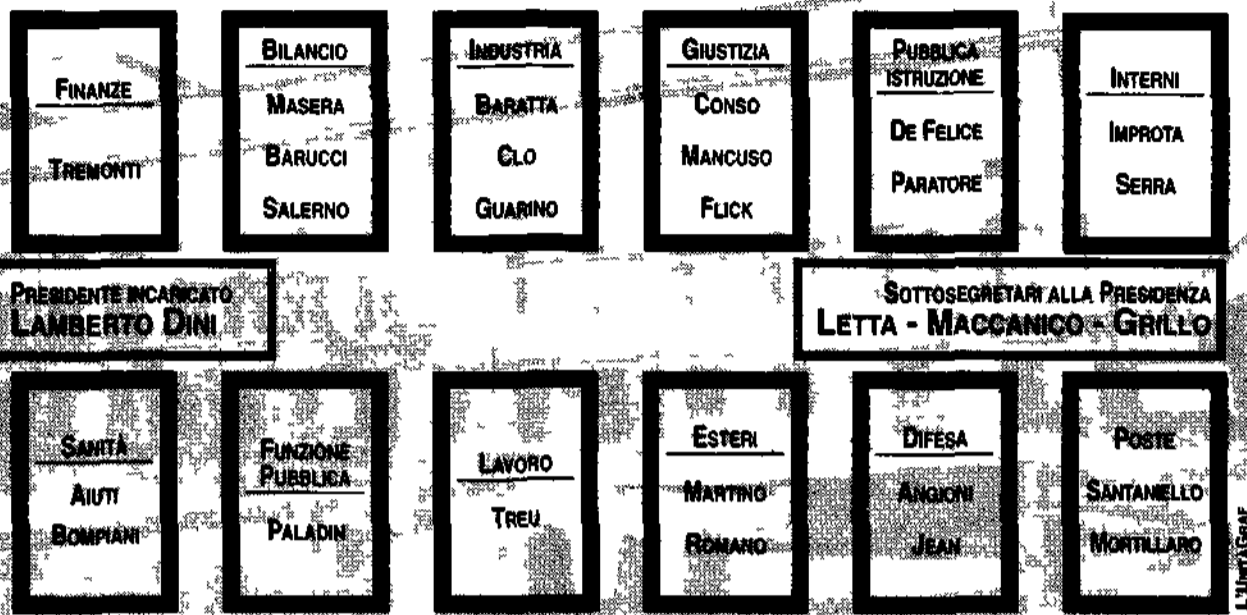 FINANZE
TREMONTI
BILANCIO
MASERA
BARUCCI
SALERNO
INDUSTRIA
BARATTA
CLO
GUARINO
GIUSTIZIA
CONSO
MANCUSO
FLICK
PUBBLICA
ISTRUZIONE
DE FELICE
PARATORE
INTERNI
IMPROTA
SERRA
PRESIDENTE INCARICATO
LAMBERTO DINI
SOTTOSEGRETARI ALLA PRESIDENZA
LETTA - MACCANICO - GRILLO
SANITÀ
AIUTI
BOMPIANI
FUNZIONE
PUBBLICA
PALADIN
LAVORO
TREU
ESTERI
MARTINO
ROMANO
DIFESA
ANGIONI
JEAN
POSTE
SANTANIELLO
MORTILLARO